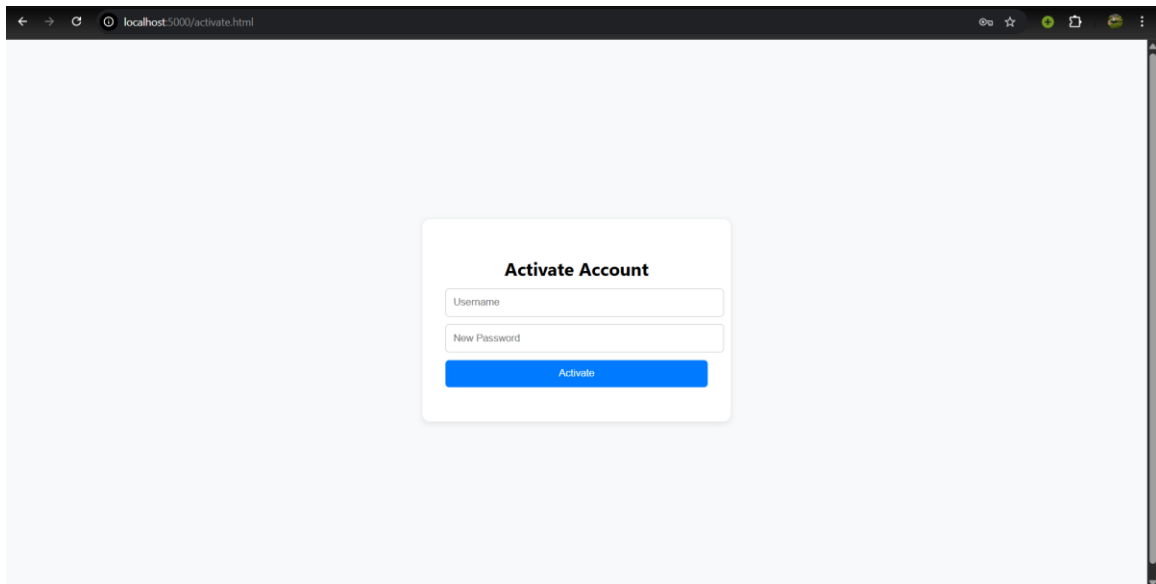 localhost:5000/activate.html
Activate Account
Username
New Password
Activate